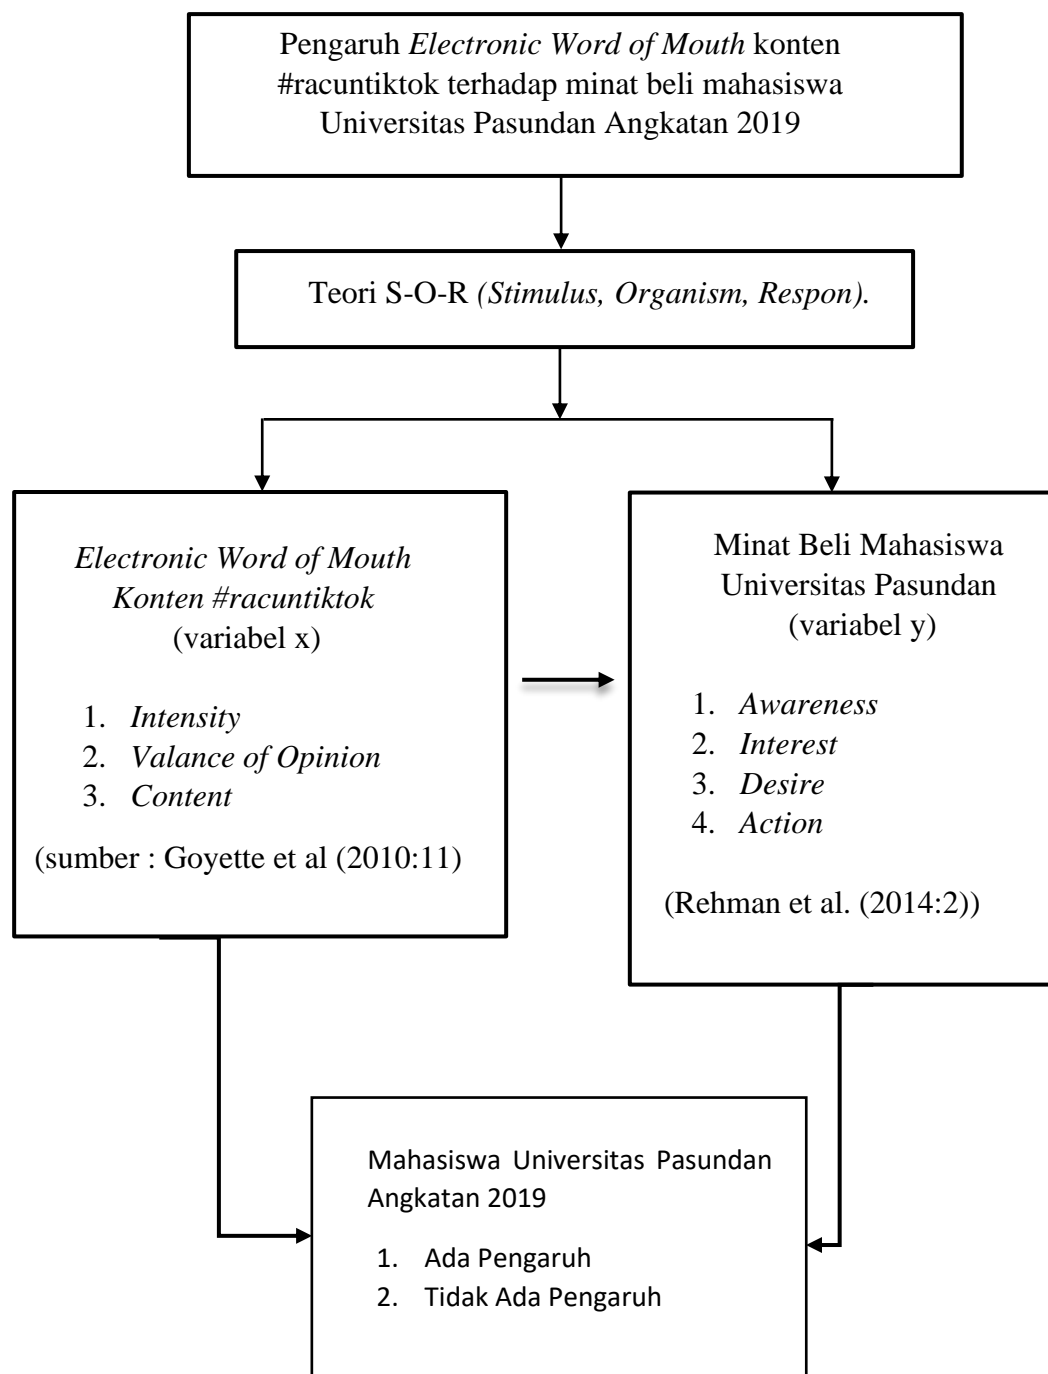 Pengaruh Electronic Word of Mouth konten
#racuntiktok terhadap minat beli mahasiswa
Universitas Pasundan Angkatan 2019
Teori S-O-R (Stimulus, Organism, Respon).
Electronic Word of Mouth
Konten #racuntiktok
(variabel x)
1. Intensity
2. Valance of Opinion
3. Content
(sumber : Goyette et al (2010:11)
Minat Beli Mahasiswa
Universitas Pasundan
(variabel y)
1. Awareness
2. Interest
3. Desire
4. Action
(Rehman et al. (2014:2))
Mahasiswa Universitas Pasundan
Angkatan 2019
1. Ada Pengaruh
2. Tidak Ada Pengaruh